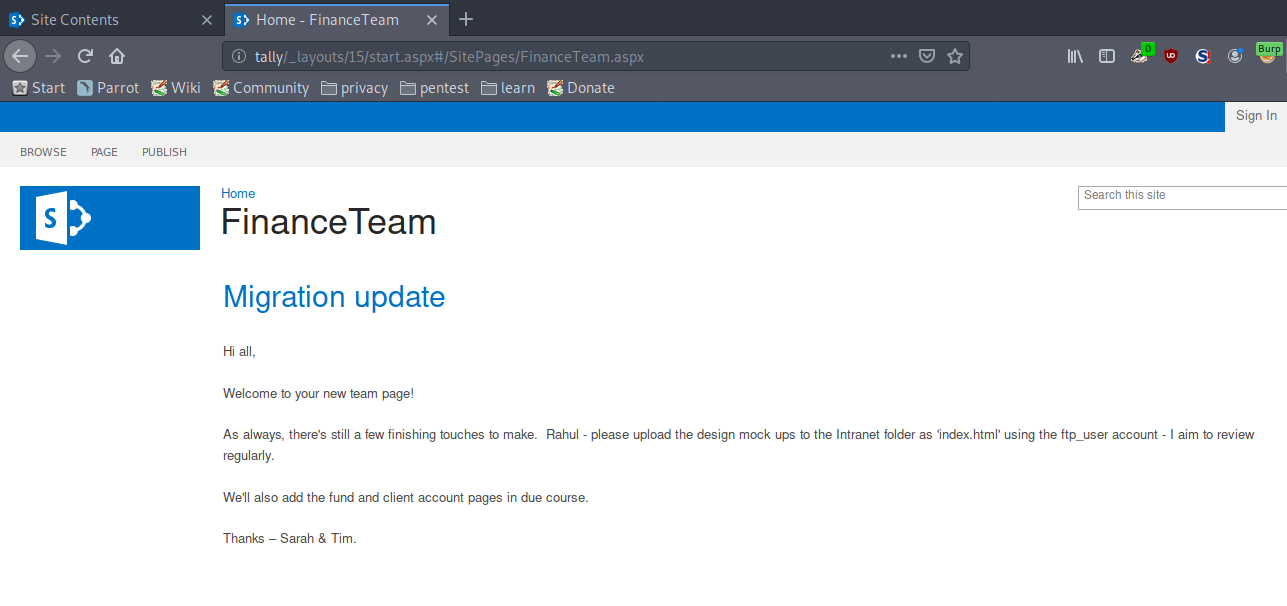 Site Contents
Home - FinanceTeam
tally/_layouts/15/start.aspx#/SitePages/FinanceTeam.aspx
0
UD
S
Burp
Start Parrot Wiki Community privacy pentest learn Donate
Sign In
BROWSE PAGE PUBLISH
S
Home
Search this site
FinanceTeam
Migration update
Hi all,
Welcome to your new team page!
As always, there's still a few finishing touches to make.  Rahul - please upload the design mock ups to the Intranet folder as 'index.html' using the ftp_user account - I aim to review
regularly.
We'll also add the fund and client account pages in due course.
Thanks – Sarah & Tim.